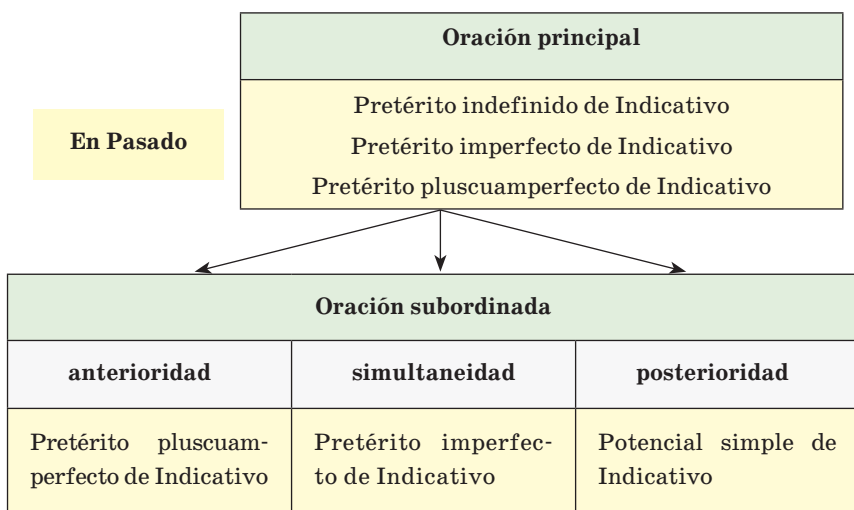 Oración principal
En Pasado
Pretérito indefinido de Indicativo
Pretérito imperfecto de Indicativo
Pretérito pluscuamperfecto de Indicativo
Oración subordinada
anterioridad
simultaneidad
posterioridad
Pretérito pluscuam-
perfecto de Indicativo
Pretérito imperfec-
to de Indicativo
Potencial simple de
Indicativo